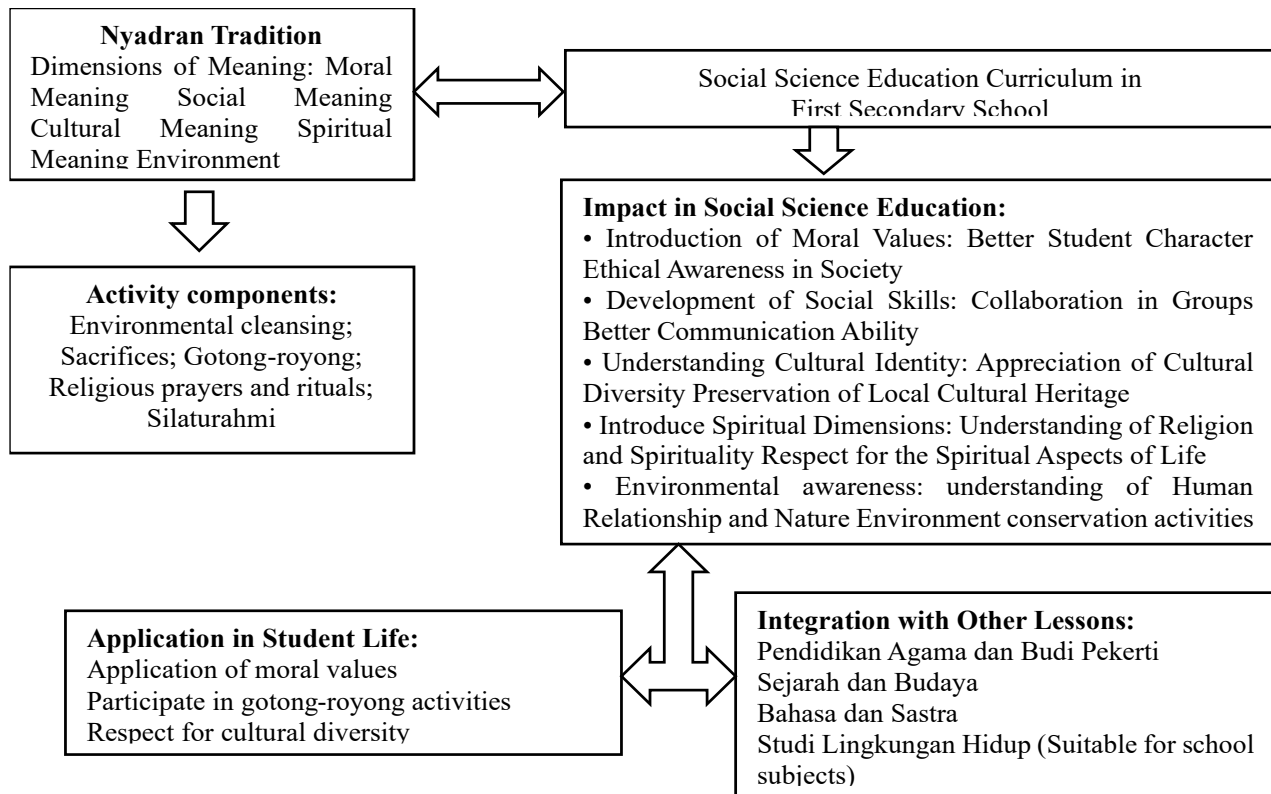 Nyadran Tradition
Dimensions of Meaning: Moral
Meaning Social Meaning
Cultural Meaning Spiritual
Meaning Environment
Social Science Education Curriculum in
First Secondary School
Activity components:
Environmental cleansing;
Sacrifices; Gotong-royong;
Religious prayers and rituals;
Silaturahmi
Impact in Social Science Education:
• Introduction of Moral Values: Better Student Character
Ethical Awareness in Society
• Development of Social Skills: Collaboration in Groups
Better Communication Ability
• Understanding Cultural Identity: Appreciation of Cultural
Diversity Preservation of Local Cultural Heritage
• Introduce Spiritual Dimensions: Understanding of Religion
and Spirituality Respect for the Spiritual Aspects of Life
• Environmental awareness: understanding of Human
Relationship and Nature Environment conservation activities
Application in Student Life:
Application of moral values
Participate in gotong-royong activities
Respect for cultural diversity
Integration with Other Lessons:
Pendidikan Agama dan Budi Pekerti
Sejarah dan Budaya
Bahasa dan Sastra
Studi Lingkungan Hidup (Suitable for school
subjects)